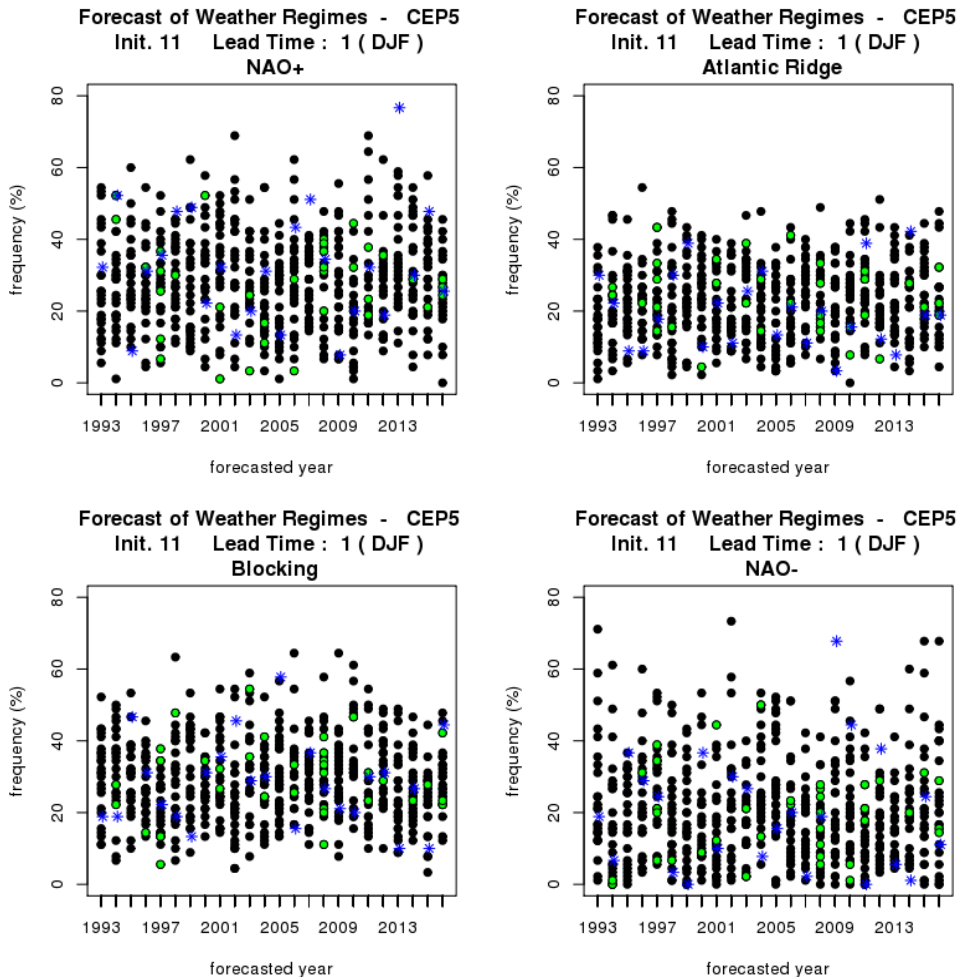 Forecast of Weather Regimes - CEP5
Init. 11 Lead Time : 1 ( DJF )
NAO+
frequency (%)
80
60
40
20
0
1993 1997 2001 2005 2009 2013
forecasted year
Forecast of Weather Regimes - CEP5
Init. 11 Lead Time : 1 ( DJF )
Atlantic Ridge
frequency (%)
80
60
40
20
0
1993 1997 2001 2005 2009 2013
forecasted year
Forecast of Weather Regimes - CEP5
Init. 11 Lead Time : 1 ( DJF )
Blocking
frequency (%)
80
60
40
20
0
1993 1997 2001 2005 2009 2013
forecasted year
Forecast of Weather Regimes - CEP5
Init. 11 Lead Time : 1 ( DJF )
NAO-
frequency (%)
80
60
40
20
0
1993 1997 2001 2005 2009 2013
forecasted year